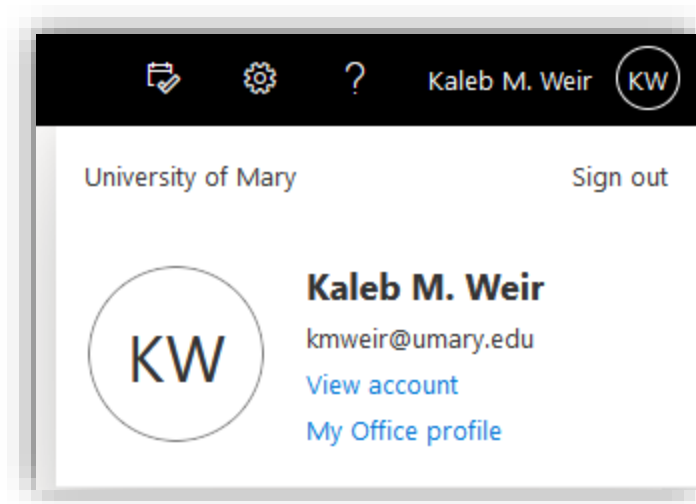 ? Kaleb M. Weir KW
University of Mary Sign out
KW
Kaleb M. Weir
kmweir@umary.edu
View account
My Office profile